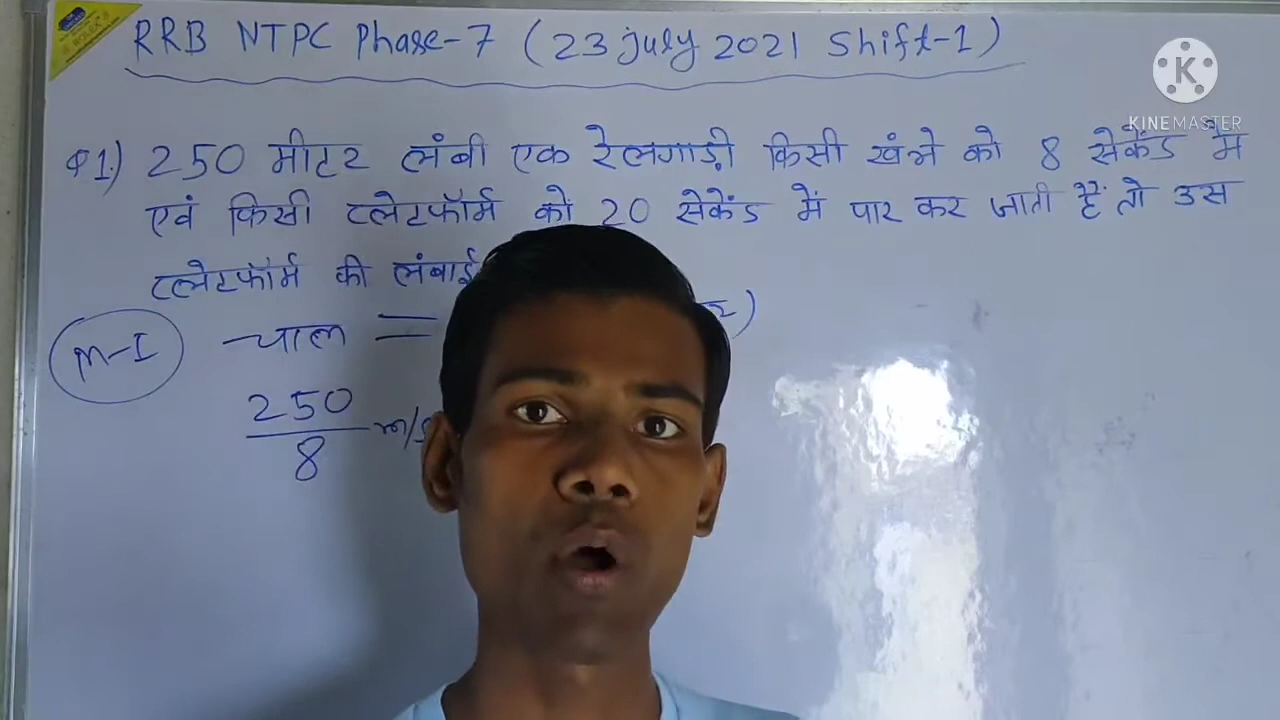 RRB NTPC Phase-7 (23 july 2021 Shift-1)
KINEMASTER
Q1.) 250 मीटर लंबी एक रेलगाड़ी किसी खंभे को 8 सेकेंड में
एवं किसी प्लेटफॉर्म को 20 सेकेंड में पार कर जाती हैं तो उस
प्लेटफॉर्म की लंबाई
M-I चाल =
250
8 m/s